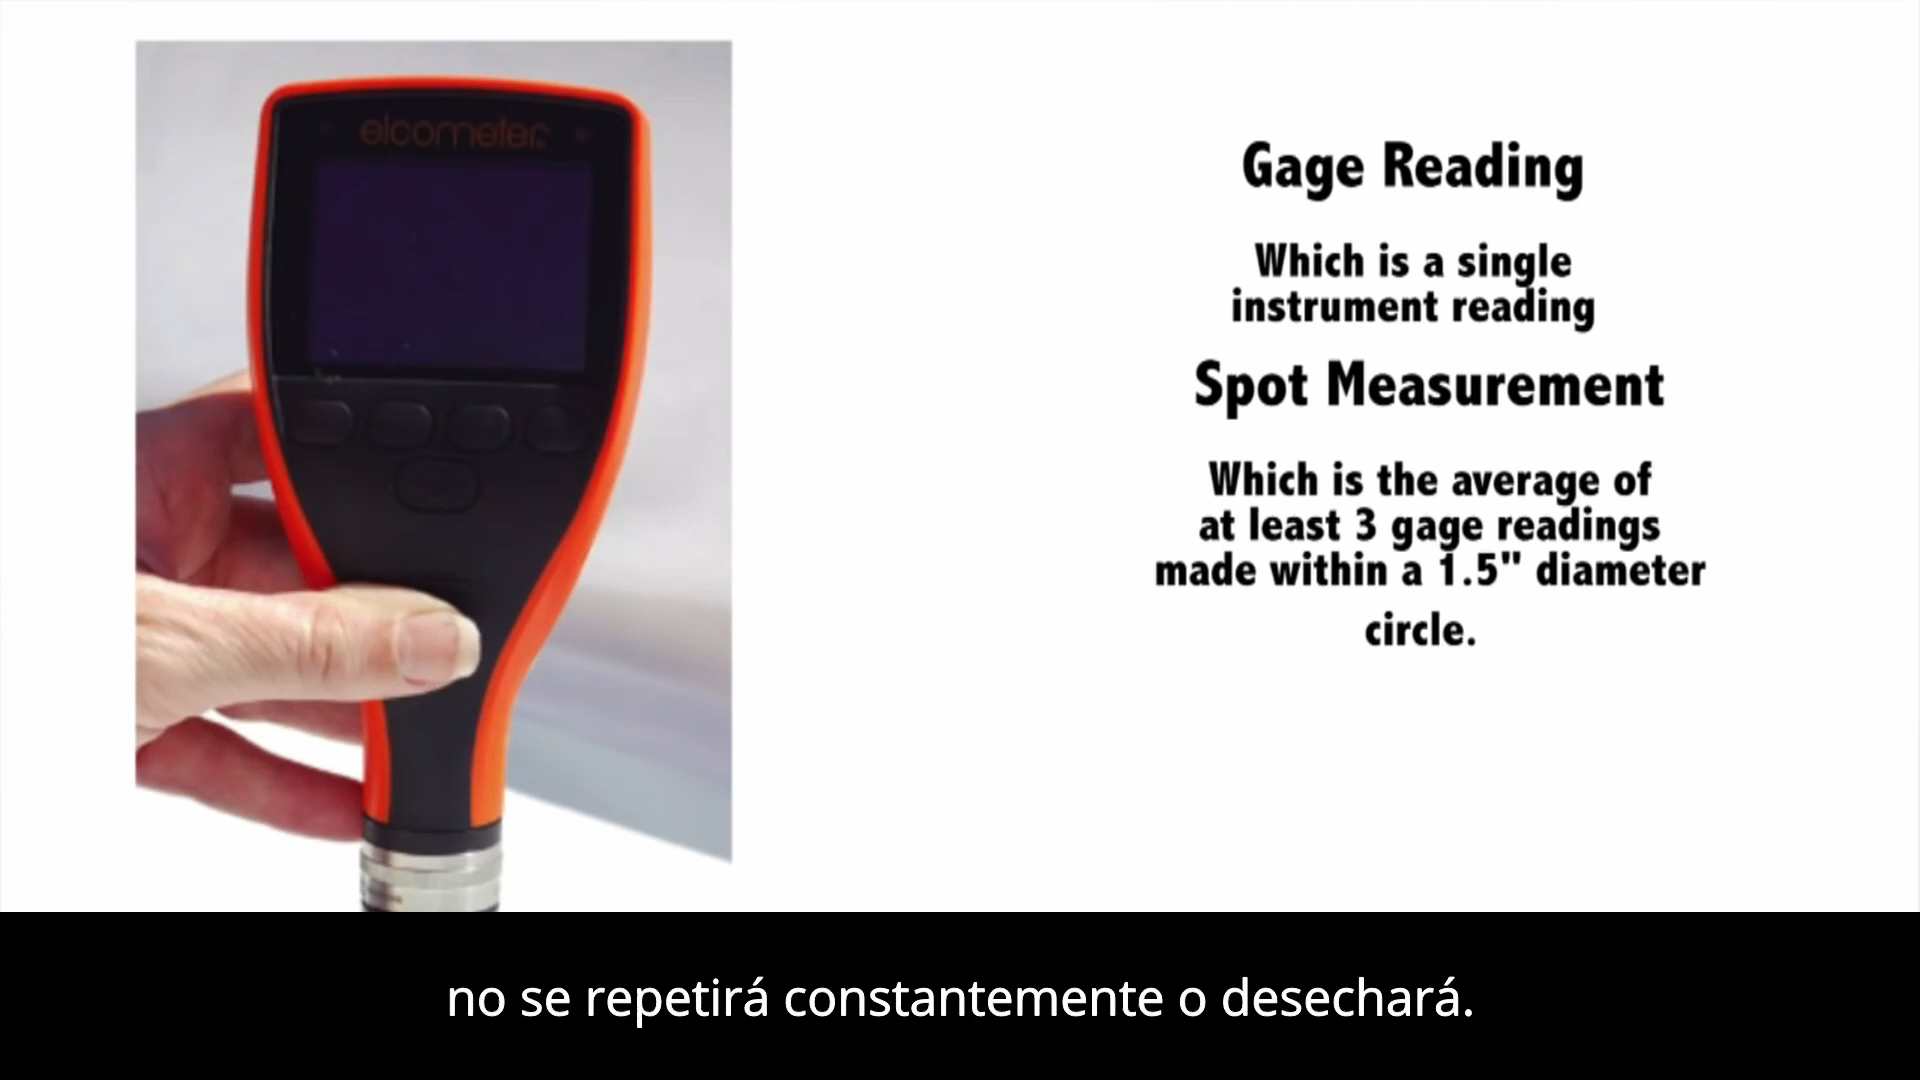 elcometer
Gage Reading
Which is a single
instrument reading
Spot Measurement
Which is the average of
at least 3 gage readings
made within a 1.5" diameter
circle.
no se repetirá constantemente o desechará.